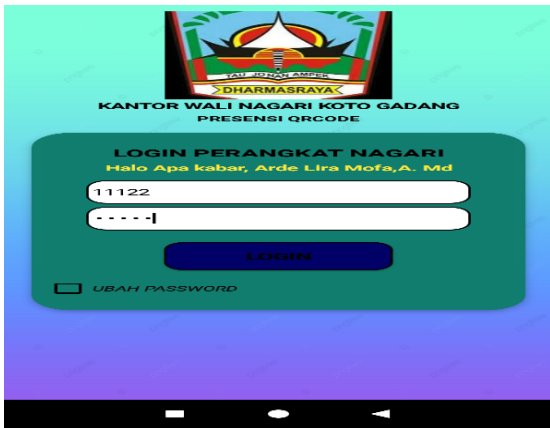 TAU JO NAN AMPEK
DHARMASRAYA
KANTOR WALI NAGARI KOTO GADANG
PRESENSI QRCODE
LOGIN PERANGKAT NAGARI
Halo Apa kabar, Arde Lira Mofa,A. Md
11122
LOGIN
UBAH PASSWORD